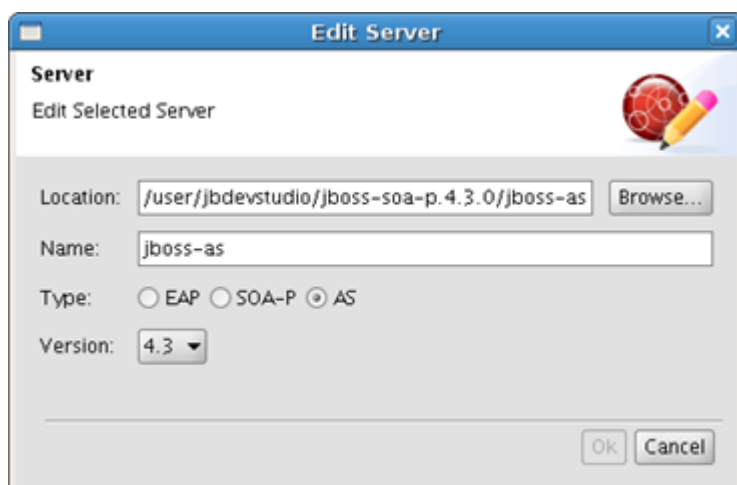 Edit Server
Server
Edit Selected Server
Location: /user/jbdevstudio/jboss-soa-p.4.3.0/jboss-as Browse...
Name: jboss-as
Type: EAP SOA-P AS
Version: 4.3
Ok Cancel